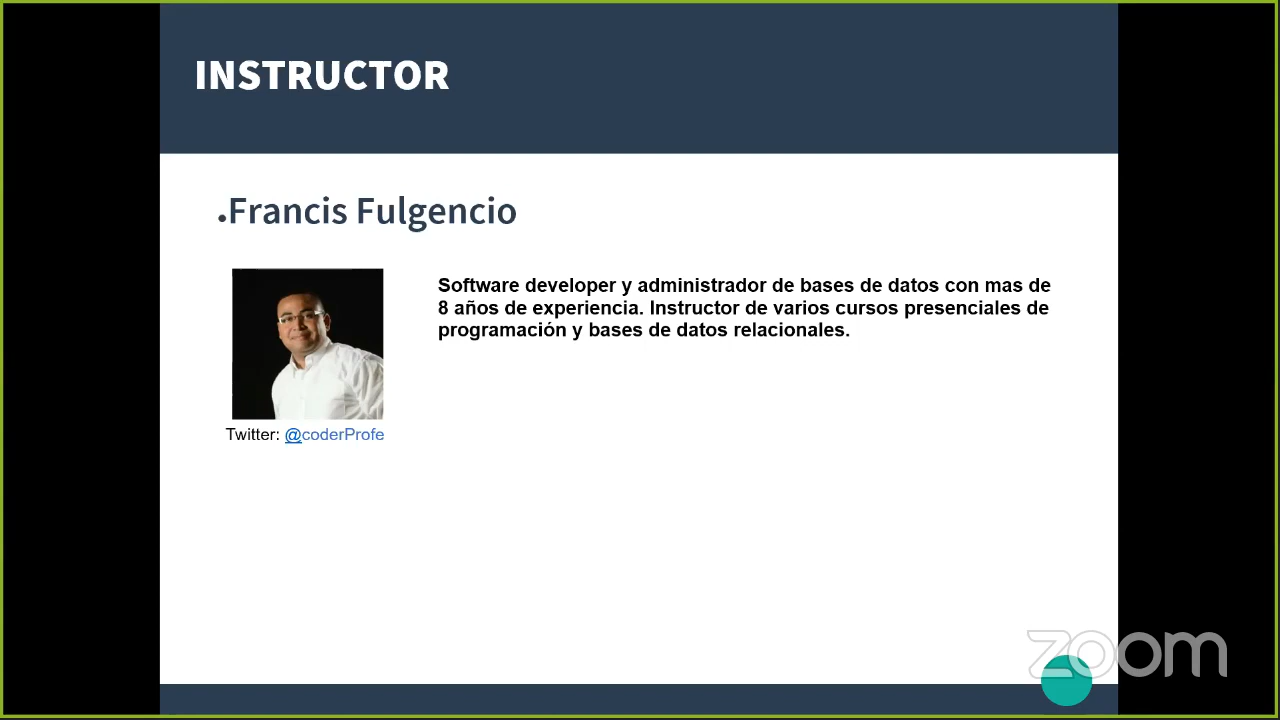 INSTRUCTOR
•Francis Fulgencio
Software developer y administrador de bases de datos con mas de
8 años de experiencia. Instructor de varios cursos presenciales de
programación y bases de datos relacionales.
Twitter: @coderProfe
zoom